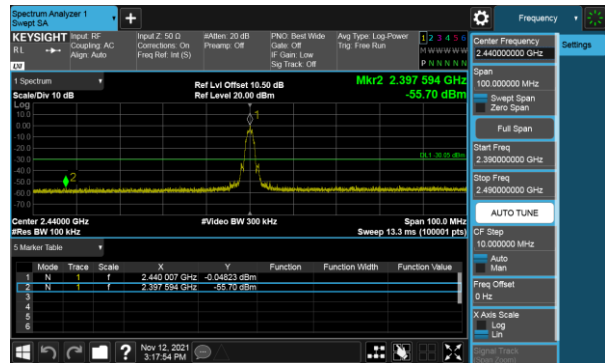 Spectrum Analyzer 1
Swept SA
Frequency
KEYSIGHT Input: RF
R L
Coupling: AC
Align: Auto
Input Z: 50 Ω
Corrections: On
Freq Ref: Int (S)
#Atten: 20 dB
Preamp: Off
PNO: Best Wide
Gate: Off
IF Gain: Low
Sig Track: Off
Avg Type: Log-Power
Trig: Free Run
1 2 3 4 5 6
M W W W W W
P N N N N N
1 Spectrum
Scale/Div 10 dB
Ref Lvl Offset 10.50 dB
Ref Level 20.00 dBm
Mkr2 2.397 594 GHz
-55.70 dBm
Log
10.0
0.00
-10.0
-20.0
-30.0
-40.0
-50.0
-60.0
-70.0
1
2
Center 2.44000 GHz
#Res BW 100 kHz
#Video BW 300 kHz
Span 100.0 MHz
Sweep 13.3 ms (100001 pts)
5 Marker Table
Mode Trace Scale X Y Function Function Width Function Value
1 N 1 f 2.440 007 GHz -0.04823 dBm
2 N 1 f 2.397 594 GHz -55.70 dBm
3
4
5
6
Nov 12, 2021
3:17:54 PM
Center Frequency
2.440000000 GHz
Settings
Span
100.000000 MHz
Swept Span
Zero Span
Full Span
Start Freq
2.390000000 GHz
Stop Freq
2.490000000 GHz
AUTO TUNE
CF Step
10.000000 MHz
Auto
Man
Freq Offset
0 Hz
X Axis Scale
Log
Lin
Signal Track